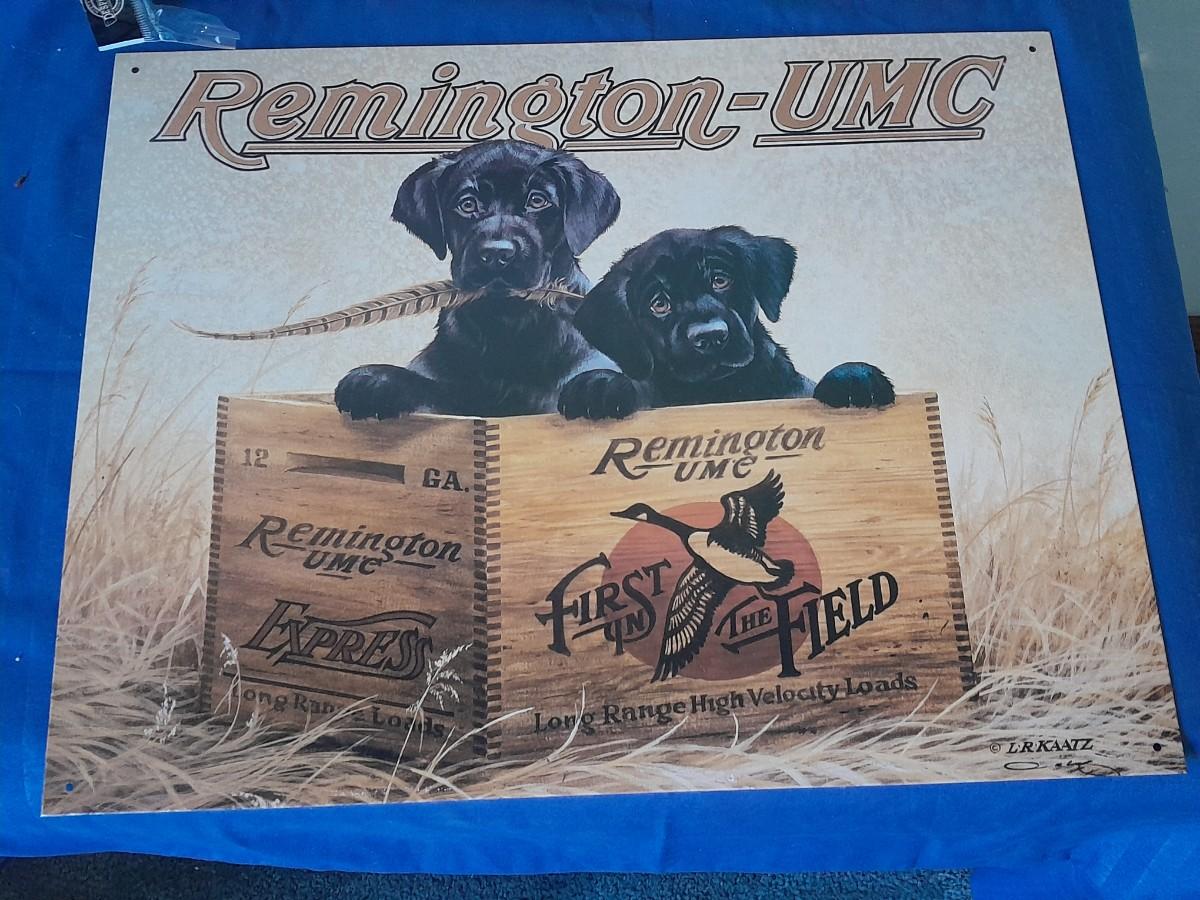 Remington-UMC
12 GA.
Remington
UMC
EXPRESS
Long Range Loads
Remington
UMC
FIRST IN THE FIELD
Long Range High Velocity Loads
© L·R·KAATZ